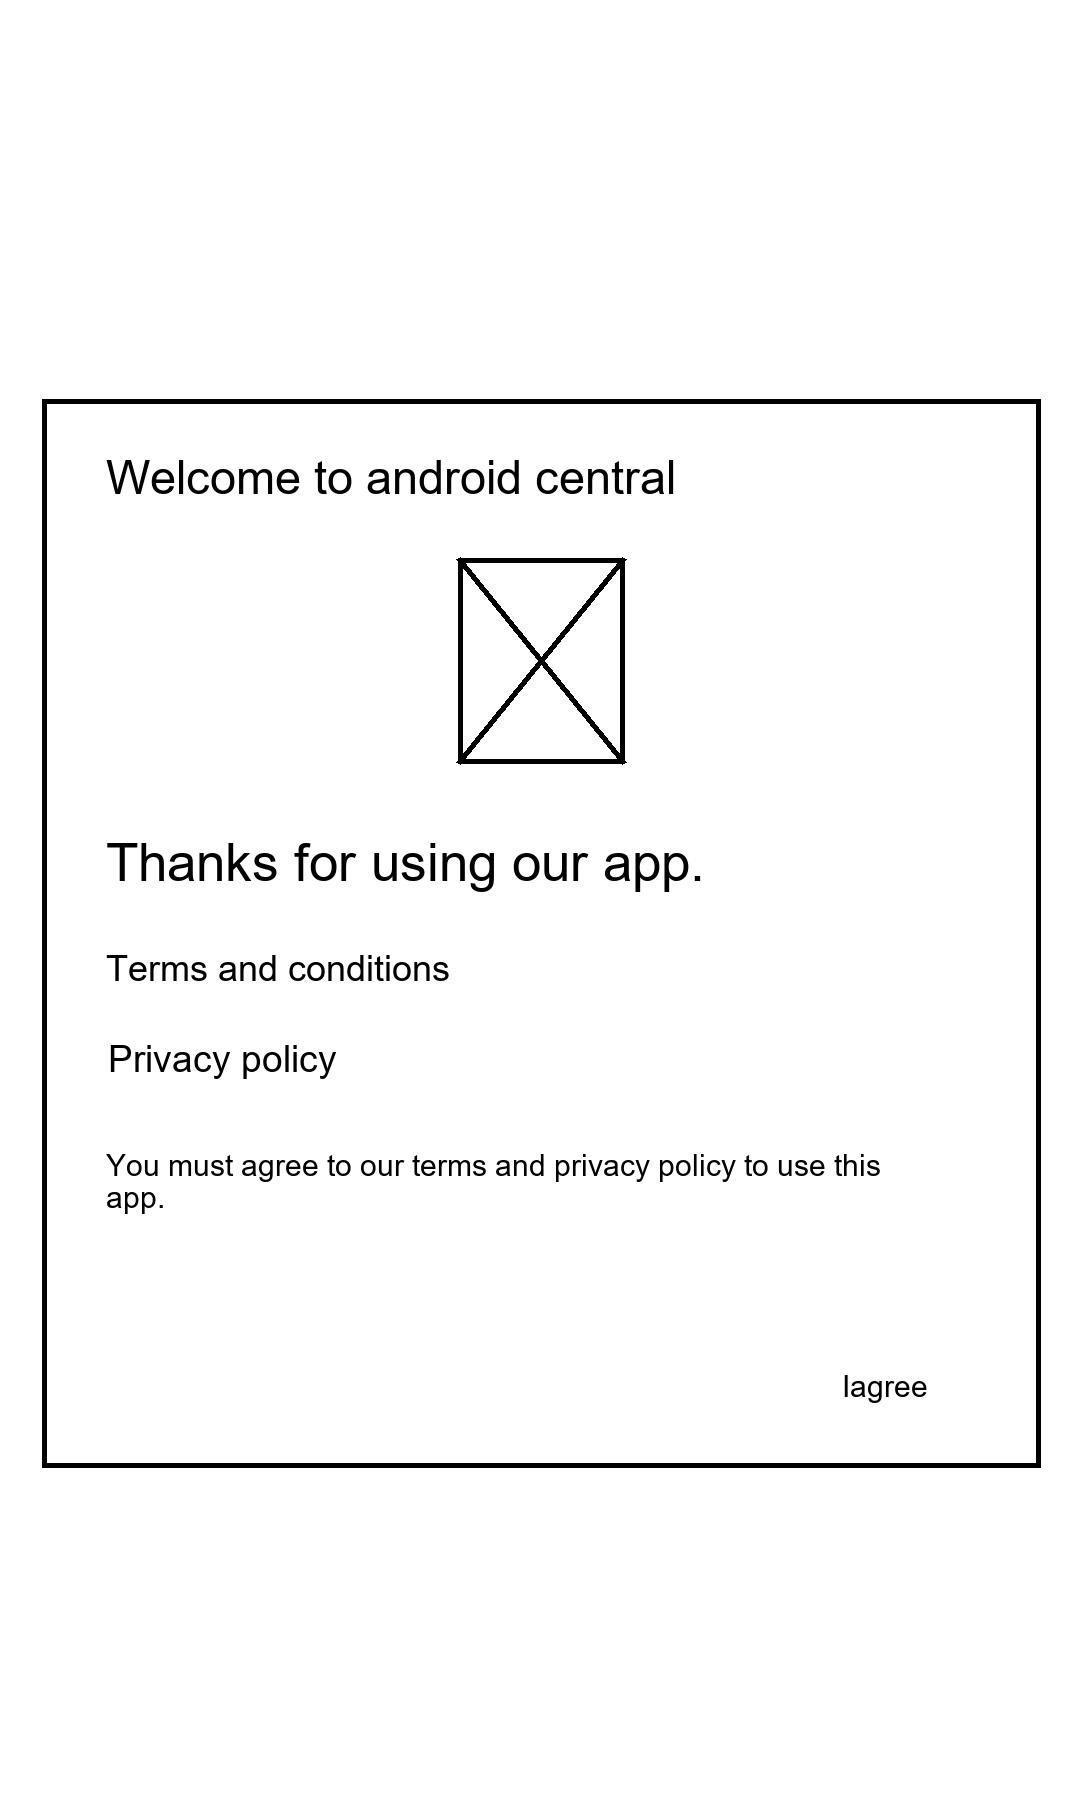 Welcome to android central
Thanks for using our app.
Terms and conditions
Privacy policy
You must agree to our terms and privacy policy to use this
app.
Iagree